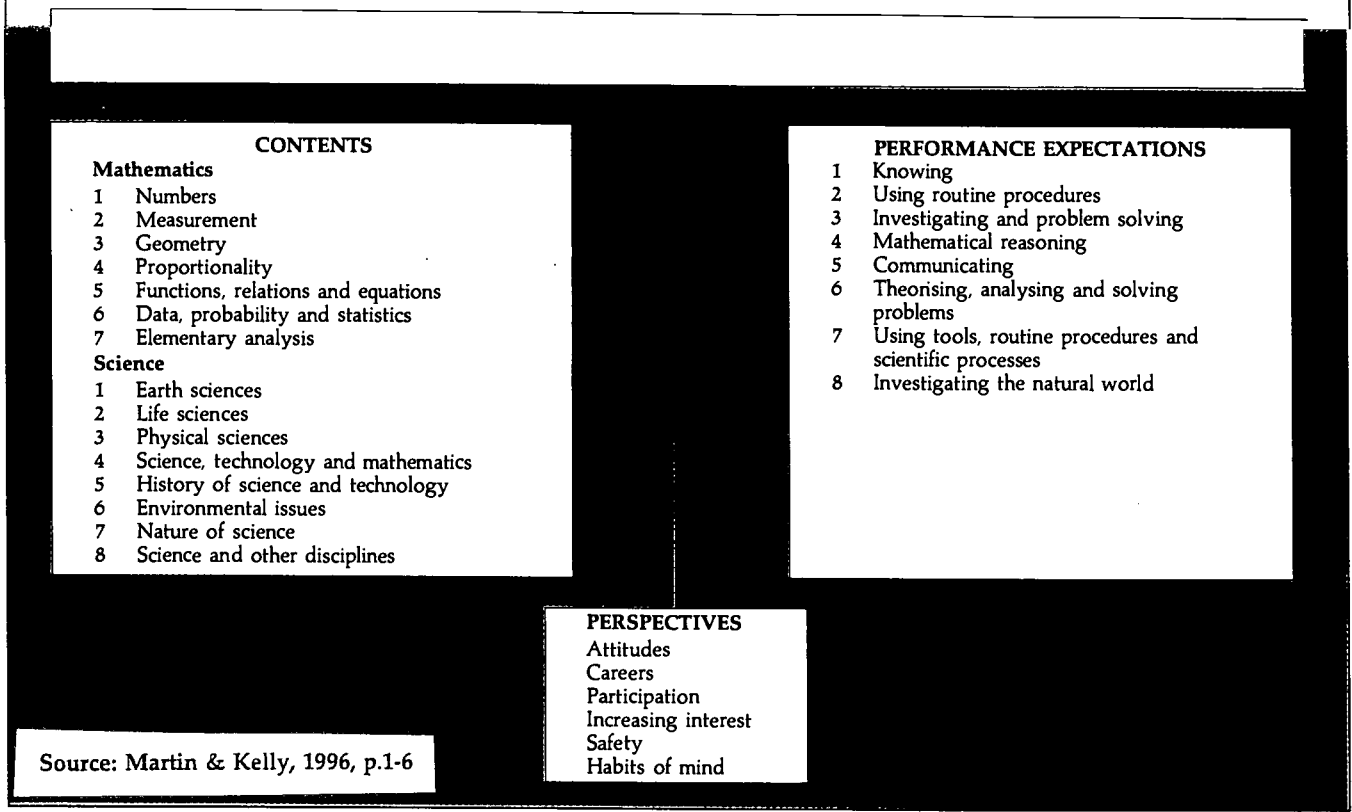 CONTENTS
Mathematics
1 Numbers
2 Measurement
3 Geometry
4 Proportionality
5 Functions, relations and equations
6 Data, probability and statistics
7 Elementary analysis
Science
1 Earth sciences
2 Life sciences
3 Physical sciences
4 Science, technology and mathematics
5 History of science and technology
6 Environmental issues
7 Nature of science
8 Science and other disciplines
PERFORMANCE EXPECTATIONS
1 Knowing
2 Using routine procedures
3 Investigating and problem solving
4 Mathematical reasoning
5 Communicating
6 Theorising, analysing and solving
problems
7 Using tools, routine procedures and
scientific processes
8 Investigating the natural world
PERSPECTIVES
Attitudes
Careers
Participation
Increasing interest
Safety
Habits of mind
Source: Martin & Kelly, 1996, p.1-6